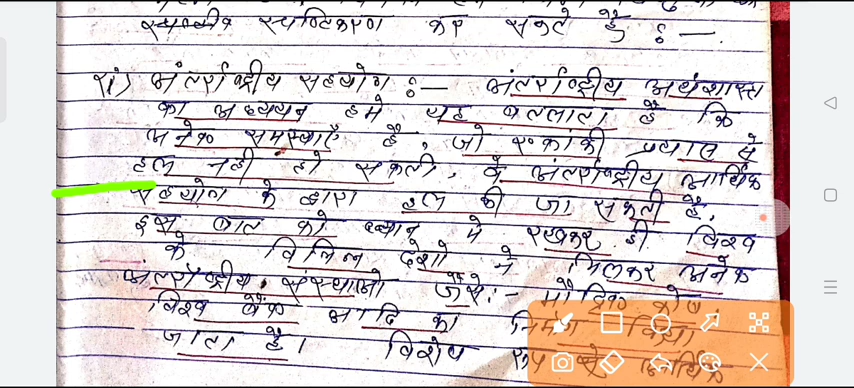 स्पष्टीकरण कर सकते हैं :—
अंतर्राष्ट्रीय सहयोग :— अंतर्राष्ट्रीय अर्थशास्त्र
का अध्ययन हमें यह बतलाता है कि
अनेक समस्याएँ हैं, जो एकांकी प्रयास से
हल नही हो सकती, वे अंतर्राष्ट्रीय आर्थिक
सहयोग के द्वारा हल की जा सकती है,
इस बात को ध्यान मे रखकर ही विश्व
के विभिन्न देशो ने मिलकर अनेक
अंतर्राष्ट्रीय संस्थाओ जैसे :- मौद्रिक कोष
विश्व बैंक आदि का निर्माण किया
जाता है। विशेष रूप से आर्थिक